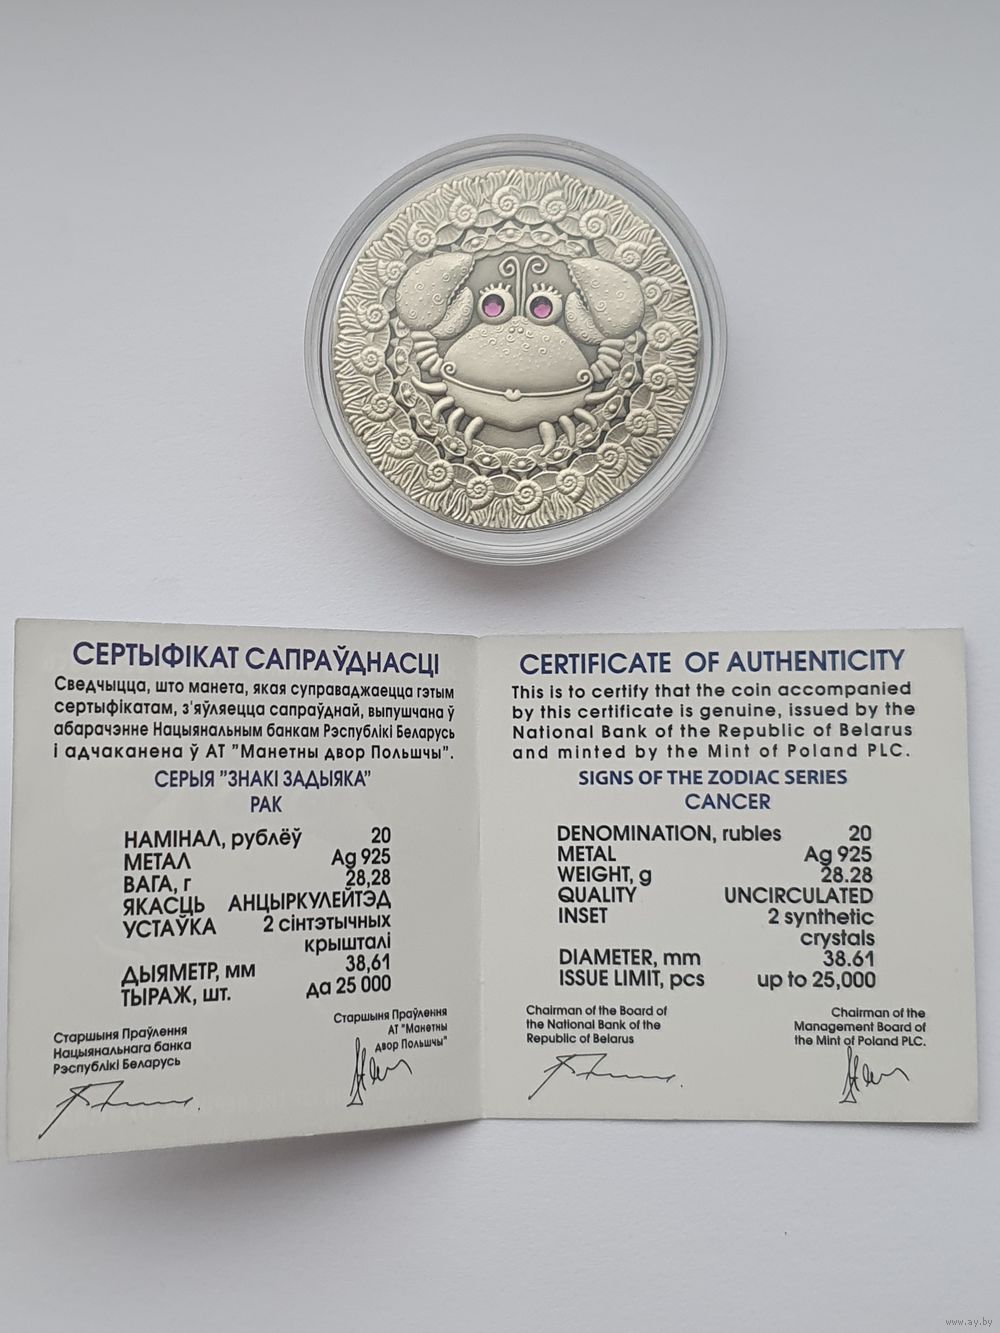 СЕРТЫФІКАТ САПРАЎДНАСЦІ
Сведчыцца, што манета, якая суправаджаецца гэтым
сертыфікатам, з'яўляецца сапраўднай, выпушчана ў
абарачэнне Нацыянальным банкам Рэспублікі Беларусь
і адчаканена ў АТ "Манетны двор Польшчы".
СЕРЫЯ "ЗНАКІ ЗАДЫЯКА"
РАК
НАМІНАЛ, рублёў 20
МЕТАЛ Ag 925
ВАГА, г 28,28
ЯКАСЦЬ АНЦЫРКУЛЕЙТЭД
УСТАЎКА 2 сінтэтычных
крышталі
ДЫЯМЕТР, мм 38,61
ТЫРАЖ, шт. да 25 000
Старшыня Праўлення
Нацыянальнага банка
Рэспублікі Беларусь
Старшыня Праўлення
АТ "Манетны
двор Польшчы"
CERTIFICATE OF AUTHENTICITY
This is to certify that the coin accompanied
by this certificate is genuine, issued by the
National Bank of the Republic of Belarus
and minted by the Mint of Poland PLC.
SIGNS OF THE ZODIAC SERIES
CANCER
DENOMINATION, rubles 20
METAL Ag 925
WEIGHT, g 28.28
QUALITY UNCIRCULATED
INSET 2 synthetic
crystals
DIAMETER, mm 38.61
ISSUE LIMIT, pcs up to 25,000
Chairman of the Board of
the National Bank of the
Republic of Belarus
Chairman of the
Management Board of
the Mint of Poland PLC.
www.ay.by